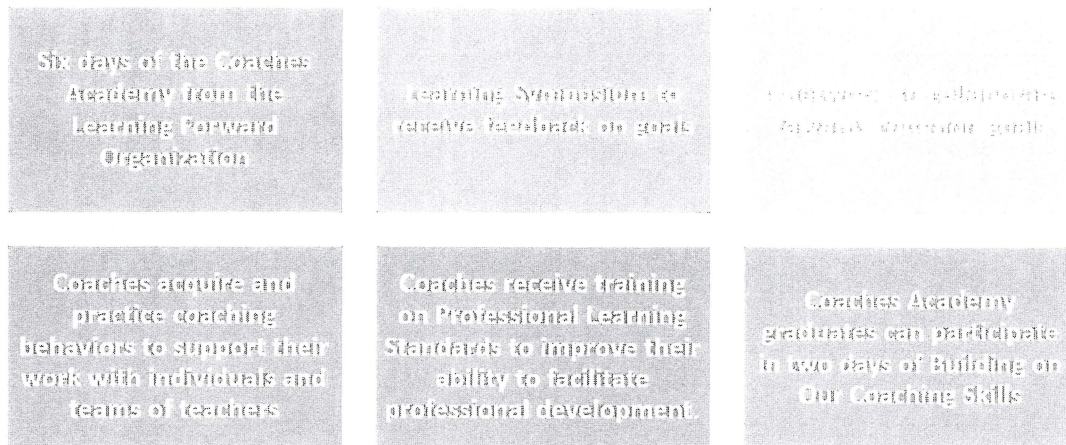 Six days of the Coaches
Academy from the
Learning Forward
Organization
Learning Symposium to
receive feedback on goals
Coaches acquire and
practice coaching
behaviors to support their
work with individuals and
teams of teachers
Coaches receive training
on Professional Learning
Standards to improve their
ability to facilitate
professional development.
Coaches Academy
graduates can participate
in two days of Building on
Our Coaching Skills